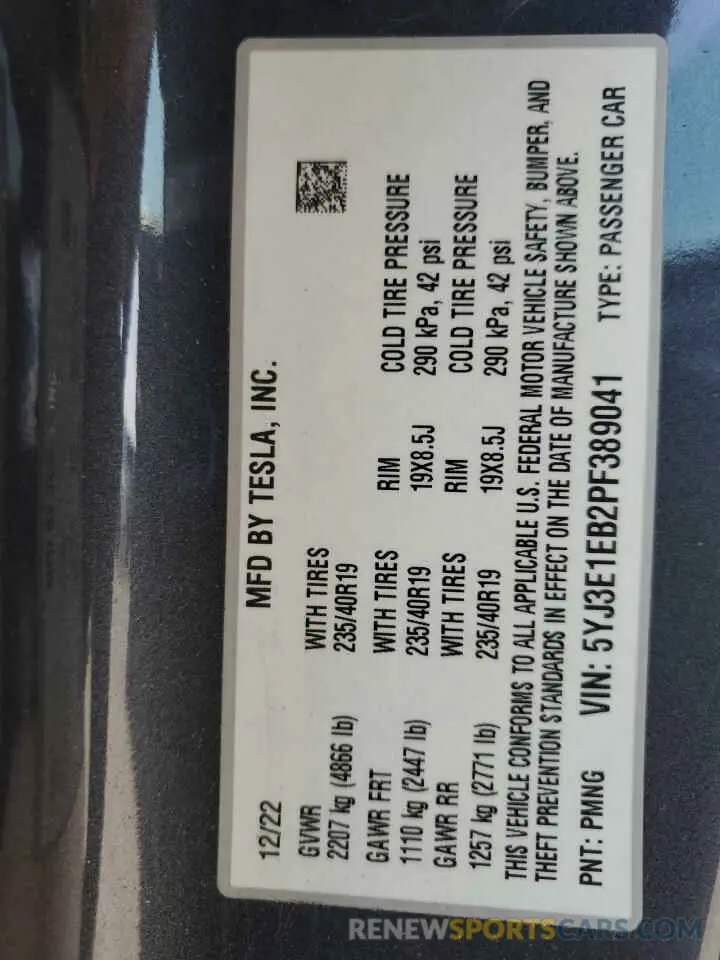 12/22 MFD BY TESLA, INC.
GVWR WITH TIRES
2207 kg (4866 lb) 235/40R19
GAWR FRT WITH TIRES RIM COLD TIRE PRESSURE
1110 kg (2447 lb) 235/40R19 19X8.5J 290 kPa, 42 psi
GAWR RR WITH TIRES RIM COLD TIRE PRESSURE
1257 kg (2771 lb) 235/40R19 19X8.5J 290 kPa, 42 psi
THIS VEHICLE CONFORMS TO ALL APPLICABLE U.S. FEDERAL MOTOR VEHICLE SAFETY, BUMPER, AND
THEFT PREVENTION STANDARDS IN EFFECT ON THE DATE OF MANUFACTURE SHOWN ABOVE.
PNT: PMNG VIN: 5YJ3E1EB2PF389041 TYPE: PASSENGER CAR
RENEWSPORTSCARS.COM